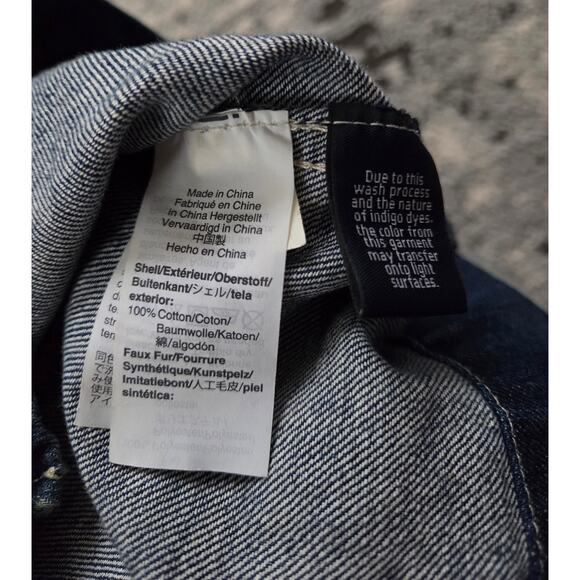 Made in China
Fabriqué en Chine
in China Hergestellt
Vervaardigd in China
中国製
Hecho en China
Shell/Extérieur/Oberstoff/
Buitenkant/シェル/tela
exterior:
100% Cotton/Coton/
Baumwolle/Katoen/
綿/algodón
Faux Fur/Fourrure
Synthétique/Kunstpelz/
Imitatiebont/人工毛皮/piel
sintética:
Due to this
wash process
and the nature
of indigo dyes,
the color from
this garment
may transfer
onto light
surfaces.